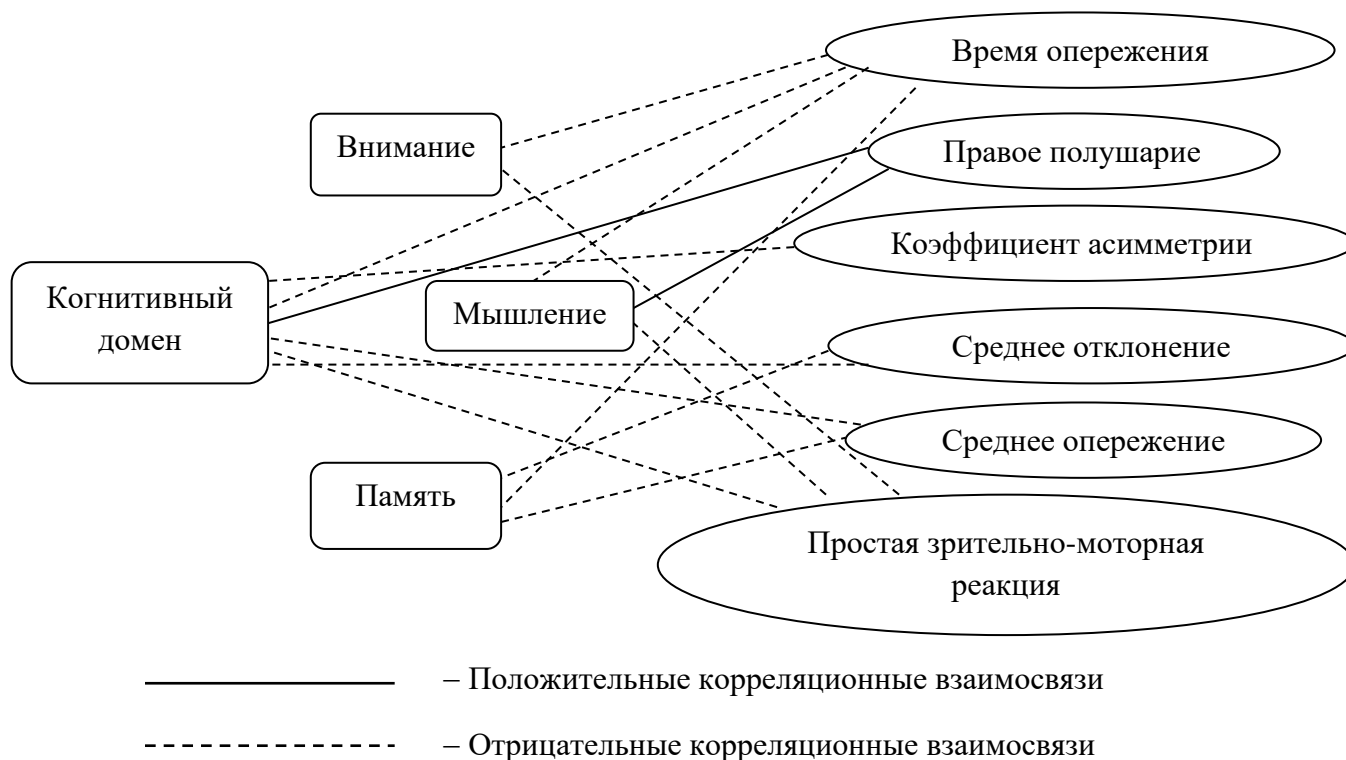 Время опережения
Внимание
Правое полушарие
Коэффициент асимметрии
Когнитивный
домен
Мышление
Среднее отклонение
Среднее опережение
Память
Простая зрительно-моторная
реакция
– Положительные корреляционные взаимосвязи
– Отрицательные корреляционные взаимосвязи